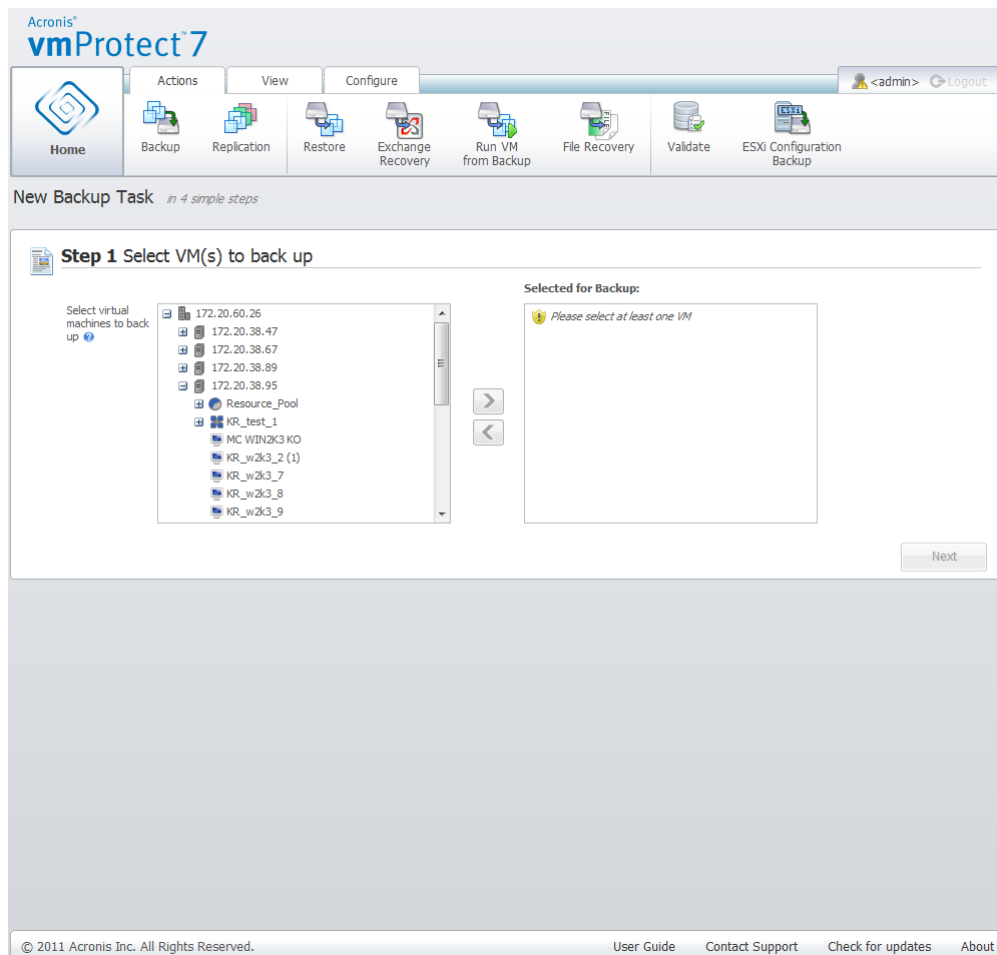 Acronis®
vmProtect™7
Actions View Configure
<admin> Logout
Home
Backup
Replication
Restore
Exchange Recovery
Run VM from Backup
File Recovery
Validate
ESXi Configuration Backup
New Backup Task in 4 simple steps
Step 1 Select VM(s) to back up
Select virtual
machines to back
up
172.20.60.26
172.20.38.47
172.20.38.67
172.20.38.89
172.20.38.95
Resource_Pool
KR_test_1
MC WIN2K3 KO
KR_w2k3_2 (1)
KR_w2k3_7
KR_w2k3_8
KR_w2k3_9
Selected for Backup:
Please select at least one VM
Next
© 2011 Acronis Inc. All Rights Reserved.
User Guide Contact Support Check for updates About